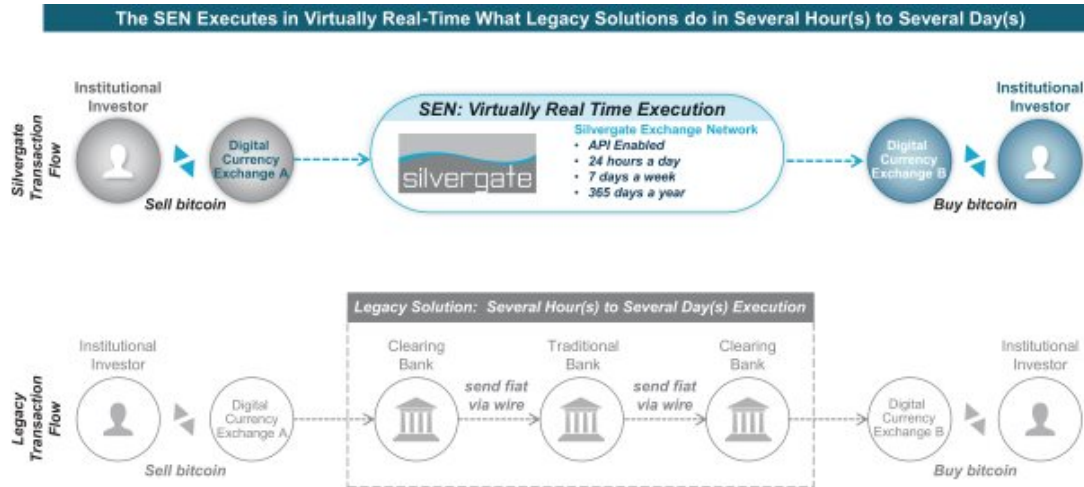 The SEN Executes in Virtually Real-Time What Legacy Solutions do in Several Hour(s) to Several Day(s)
Silvergate
Transaction
Flow
Institutional
Investor
Digital
Currency
Exchange A
Sell bitcoin
SEN: Virtually Real Time Execution
silvergate
Silvergate Exchange Network
• API Enabled
• 24 hours a day
• 7 days a week
• 365 days a year
Digital
Currency
Exchange B
Institutional
Investor
Buy bitcoin
Legacy
Transaction
Flow
Institutional
Investor
Digital
Currency
Exchange A
Sell bitcoin
Legacy Solution: Several Hour(s) to Several Day(s) Execution
Clearing
Bank
send fiat
via wire
Traditional
Bank
send fiat
via wire
Clearing
Bank
Digital
Currency
Exchange B
Institutional
Investor
Buy bitcoin